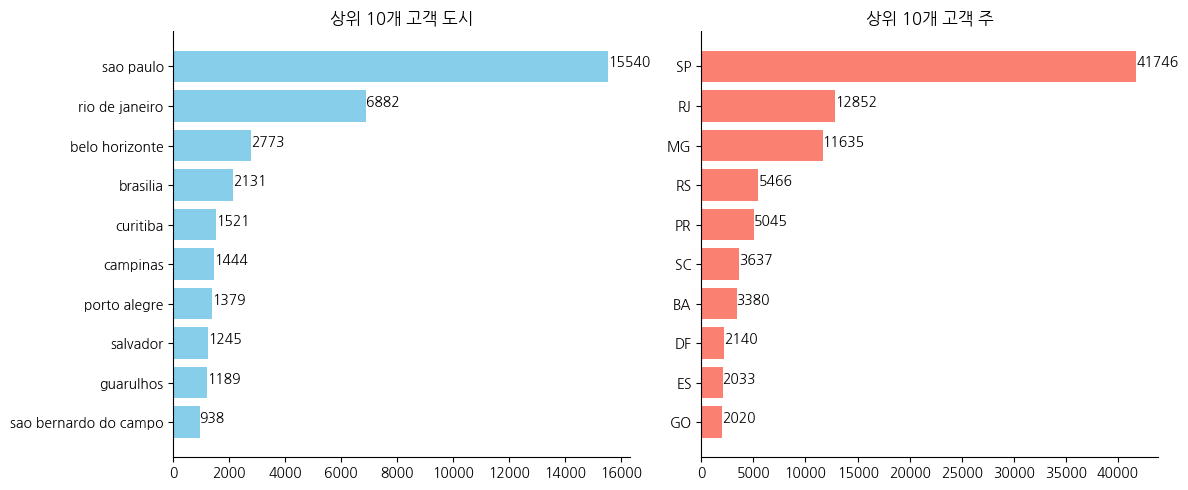 상위 10개 고객 도시
sao paulo 15540
rio de janeiro 6882
belo horizonte 2773
brasilia 2131
curitiba 1521
campinas 1444
porto alegre 1379
salvador 1245
guarulhos 1189
sao bernardo do campo 938
0 2000 4000 6000 8000 10000 12000 14000 16000
상위 10개 고객 주
SP 41746
RJ 12852
MG 11635
RS 5466
PR 5045
SC 3637
BA 3380
DF 2140
ES 2033
GO 2020
0 5000 10000 15000 20000 25000 30000 35000 40000